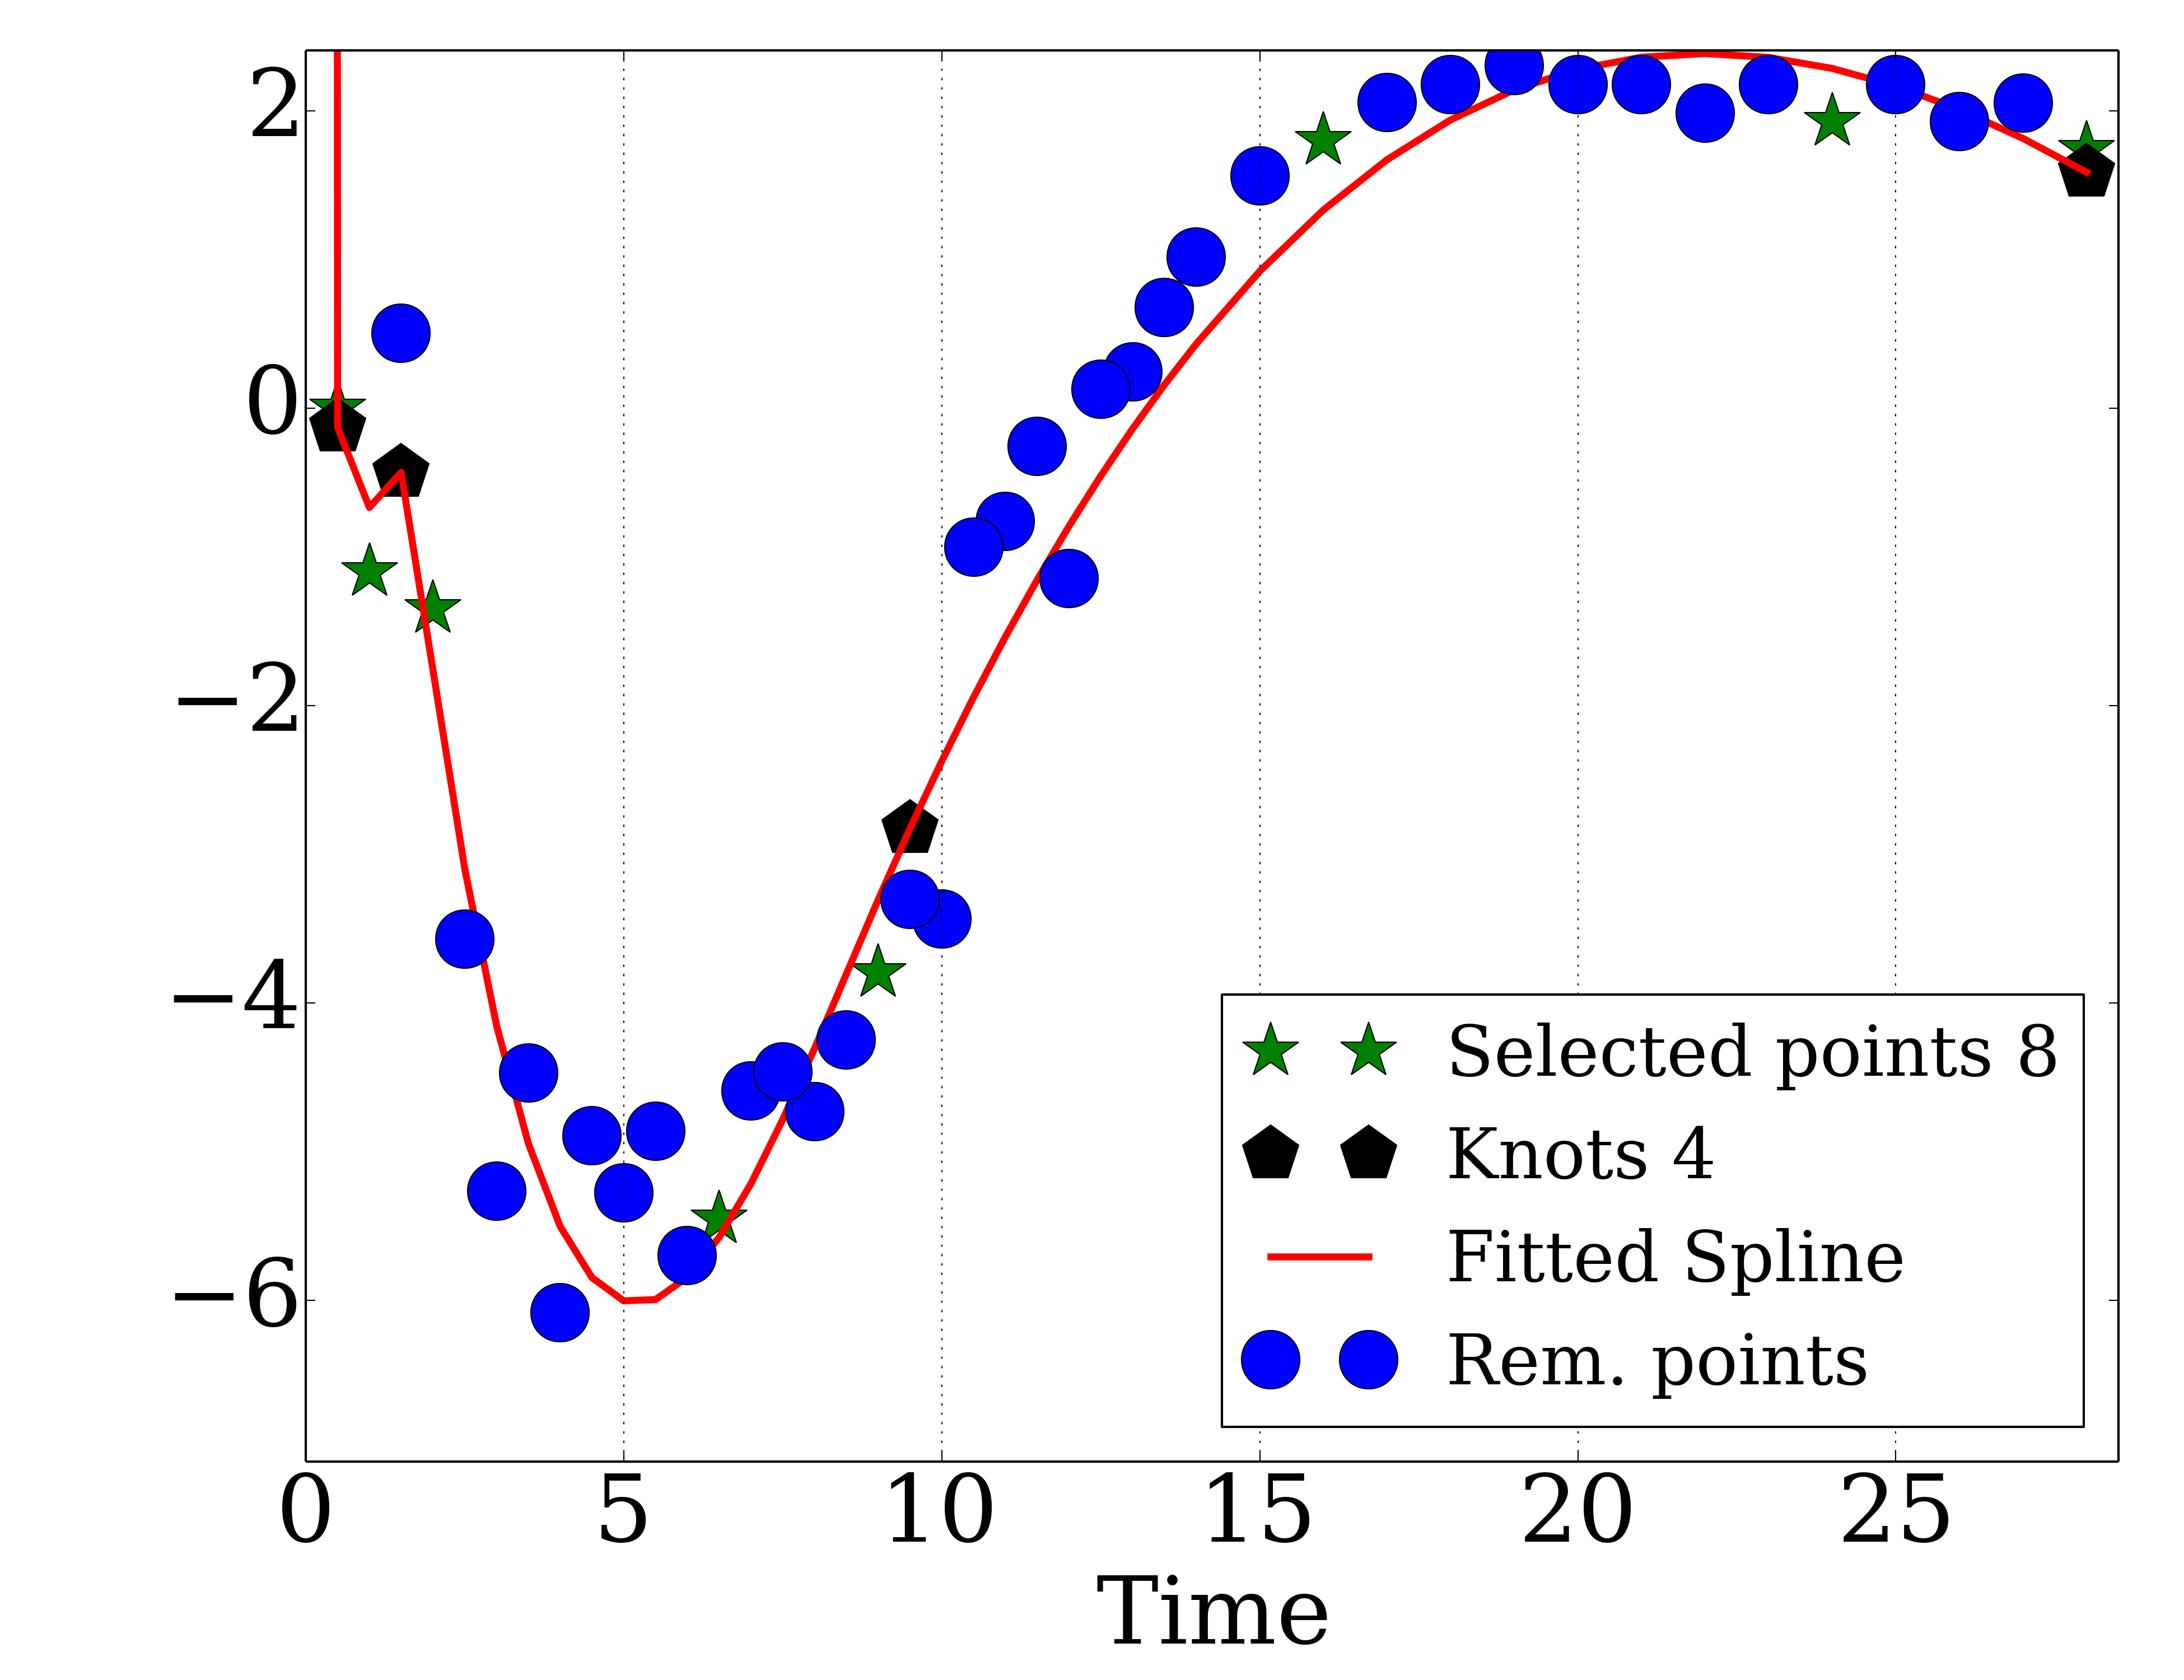 2
0
−2
−4
−6
0 5 10 15 20 25
Time
Selected points 8
Knots 4
Fitted Spline
Rem. points